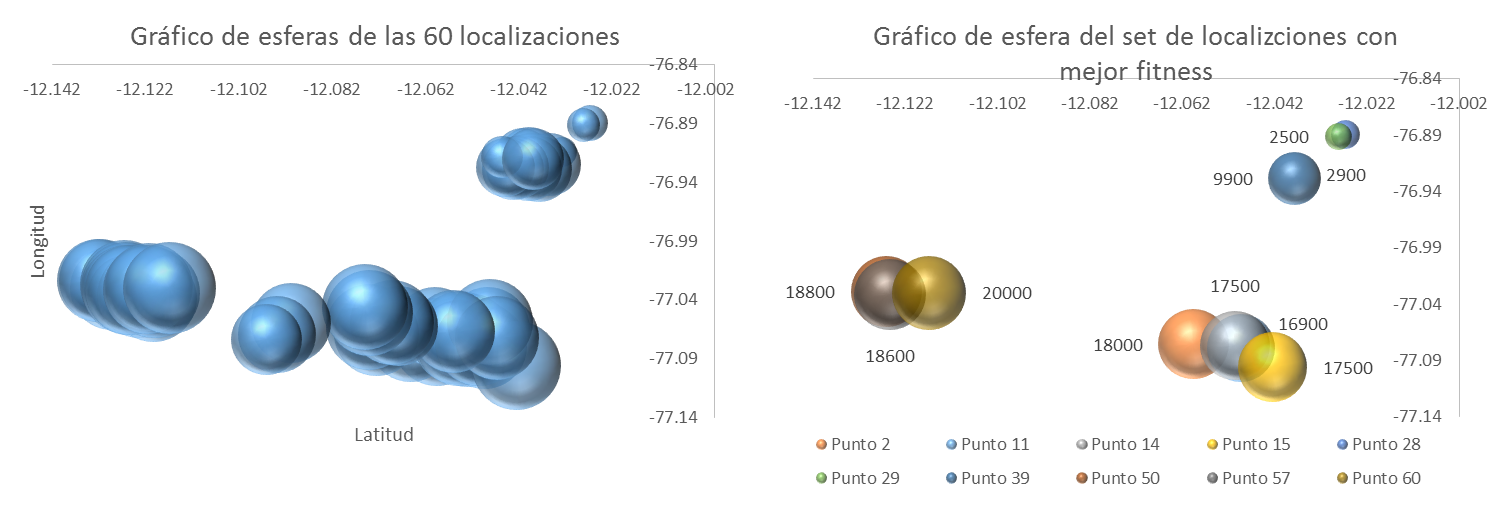 Gráfico de esferas de las 60 localizaciones
-76.84
-12.142 -12.122 -12.102 -12.082 -12.062 -12.042 -12.022 -12.002
-76.89
-76.94
-76.99
-77.04
-77.09
-77.14
Longitud
Latitud
Gráfico de esfera del set de localizciones con
mejor fitness
-76.84
-12.142 -12.122 -12.102 -12.082 -12.062 -12.042 -12.022 -12.002
2500
-76.89
9900
2900
-76.94
-76.99
18800
20000
17500
-77.04
18600
18000
16900
17500
-77.09
-77.14
Punto 2 Punto 11 Punto 14 Punto 15 Punto 28
Punto 29 Punto 39 Punto 50 Punto 57 Punto 60